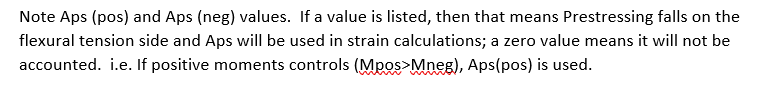 Note Aps (pos) and Aps (neg) values.  If a value is listed, then that means Prestressing falls on the
flexural tension side and Aps will be used in strain calculations; a zero value means it will not be
accounted.  i.e. If positive moments controls (Mpos>Mneg), Aps(pos) is used.